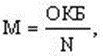 М = ОКБ / N ,